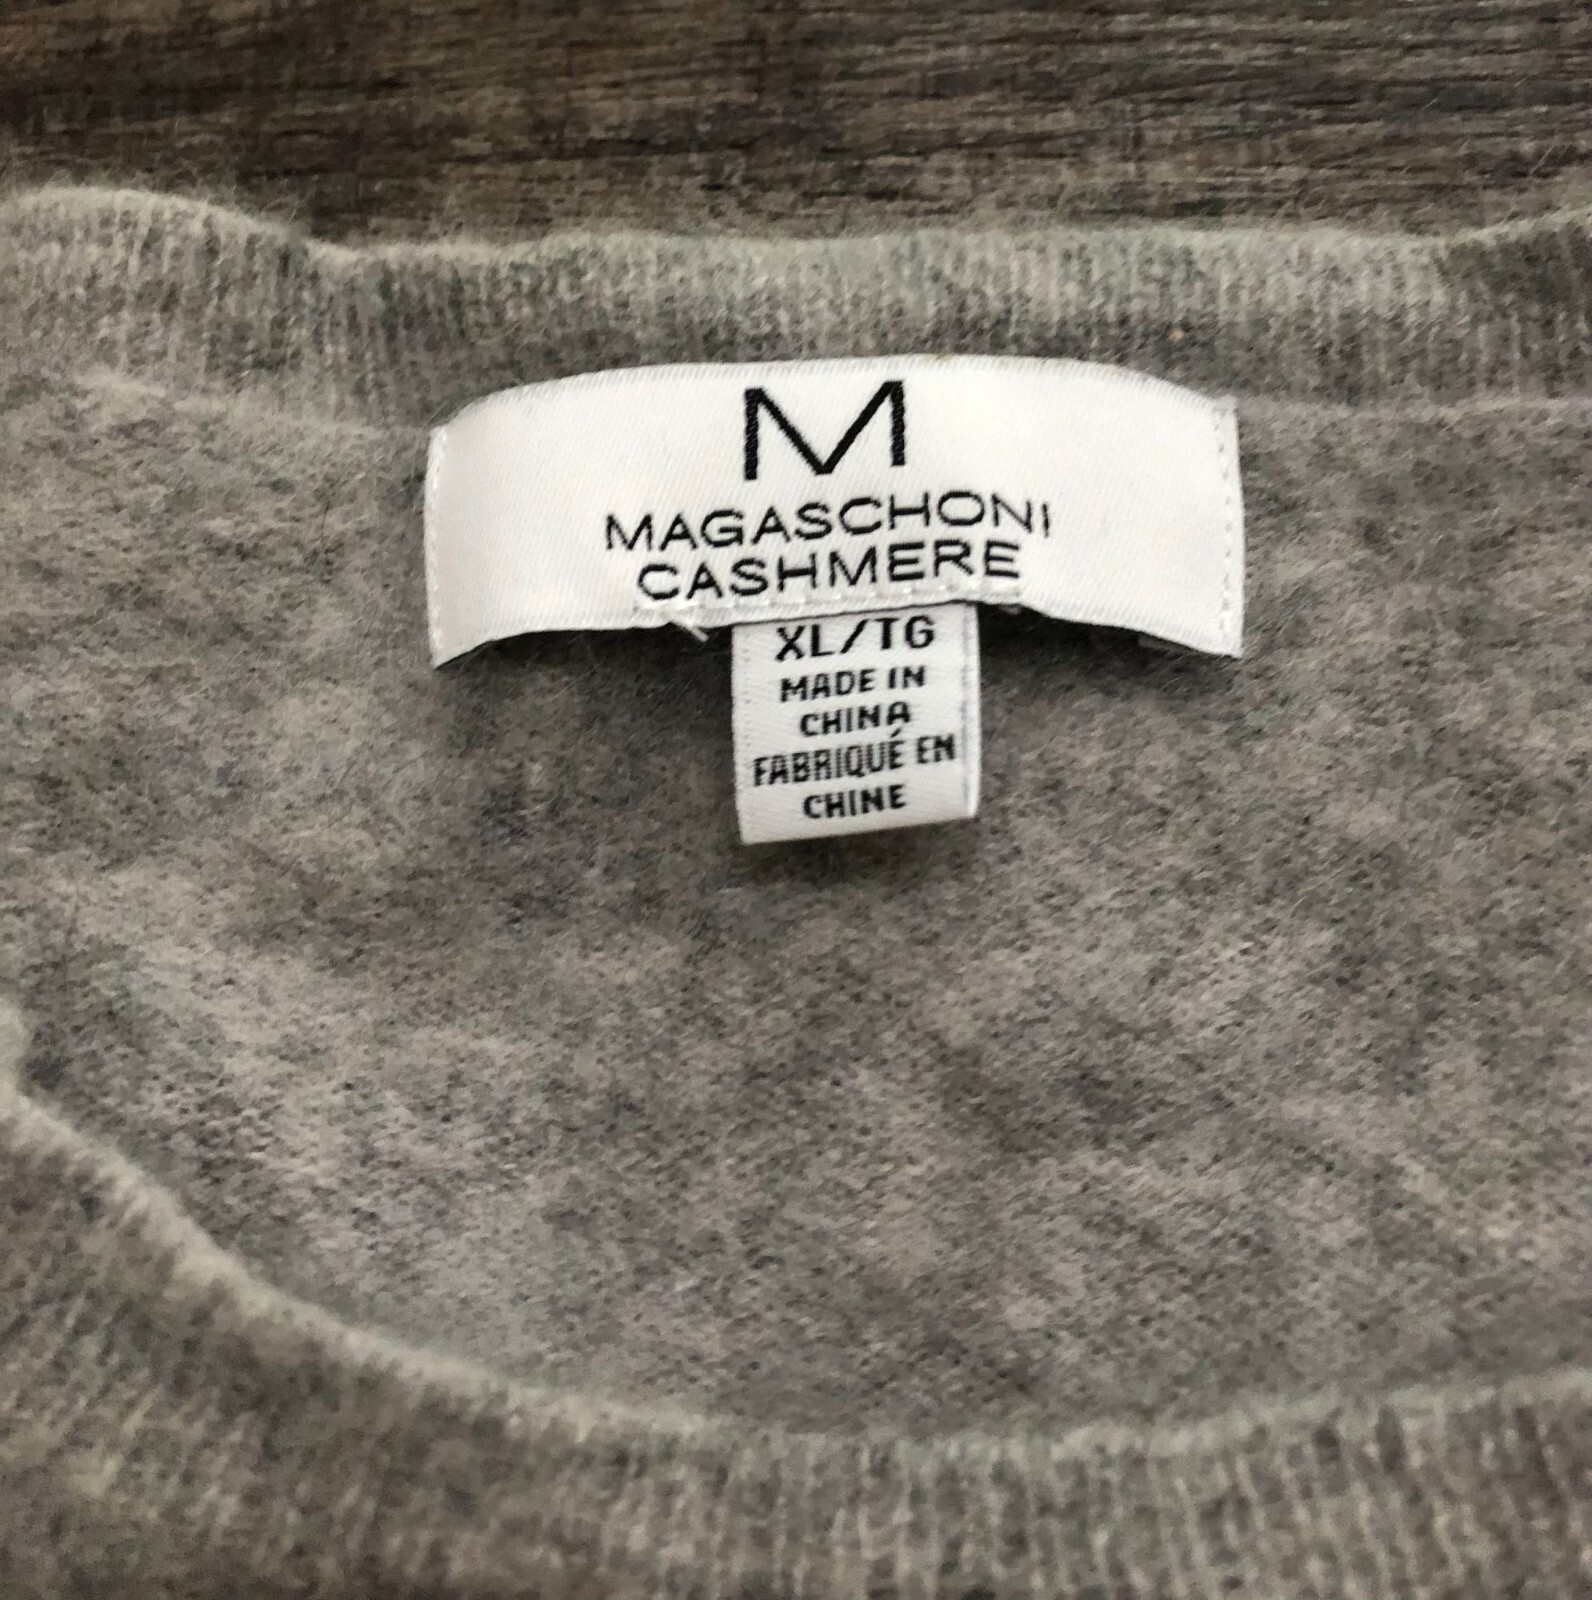 M
MAGASCHONI
CASHMERE
XL/TG
MADE IN
CHINA
FABRIQUÉ EN
CHINE